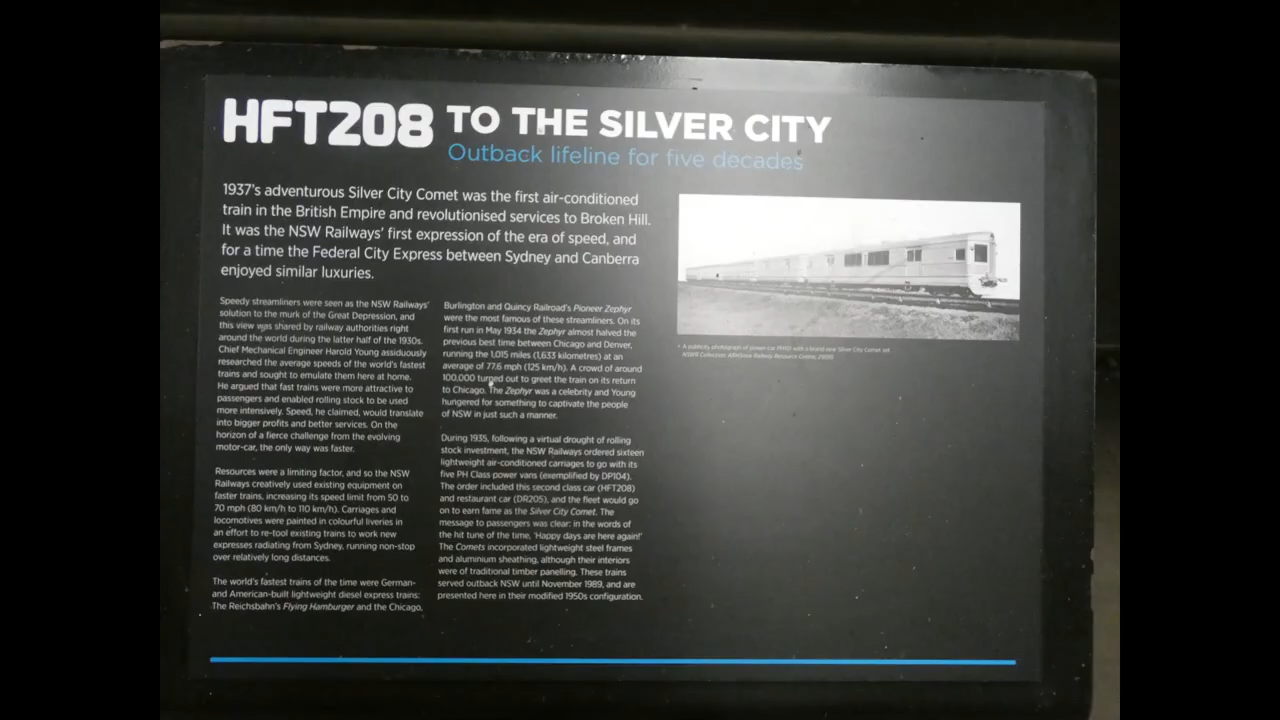 HFT208 TO THE SILVER CITY
Outback lifeline for five decades
1937's adventurous Silver City Comet was the first air-conditioned
train in the British Empire and revolutionised services to Broken Hill.
It was the NSW Railways' first expression of the era of speed, and
for a time the Federal City Express between Sydney and Canberra
enjoyed similar luxuries.
Speedy streamliners were seen as the NSW Railways'
solution to the murk of the Great Depression, and
this view was shared by railway authorities right
around the world during the latter half of the 1930s.
Chief Mechanical Engineer Harold Young assiduously
researched the average speeds of the world's fastest
trains and sought to emulate them here at home.
He argued that fast trains were more attractive to
passengers and enabled rolling stock to be used
more intensively. Speed, he claimed, would translate
into bigger profits and better services. On the
horizon of a fierce challenge from the evolving
motor-car, the only way was faster.
Resources were a limiting factor, and so the NSW
Railways creatively used existing equipment on
faster trains, increasing its speed limit from 50 to
70 mph (80 km/h to 110 km/h). Carriages and
locomotives were painted in colourful liveries in
an effort to re-tool existing trains to work new
expresses radiating from Sydney, running non-stop
over relatively long distances.
The world's fastest trains of the time were German-
and American-built lightweight diesel express trains:
The Reichsbahn's Flying Hamburger and the Chicago,
Burlington and Quincy Railroad's Pioneer Zephyr
were the most famous of these streamliners. On its
first run in May 1934 the Zephyr almost halved the
previous best time between Chicago and Denver,
running the 1,015 miles (1,633 kilometres) at an
average of 77.6 mph (125 km/h). A crowd of around
100,000 turned out to greet the train on its return
to Chicago. The Zephyr was a celebrity and Young
hungered for something to captivate the people
of NSW in just such a manner.
During 1935, following a virtual drought of rolling
stock investment, the NSW Railways ordered sixteen
lightweight air-conditioned carriages to go with its
five PH Class power vans (exemplified by DP104).
The order included this second class car (HFT208)
and restaurant car (DR205), and the fleet would go
on to earn fame as the Silver City Comet. The
message to passengers was clear: in the words of
the hit tune of the time, 'Happy days are here again!'
The Comets incorporated lightweight steel frames
and aluminium sheathing, although their interiors
were of traditional timber panelling. These trains
served outback NSW until November 1989, and are
presented here in their modified 1950s configuration.
A publicity photograph of power-car with a brand new Silver City Comet set
NSWR Collection, Railway Resource Centre,